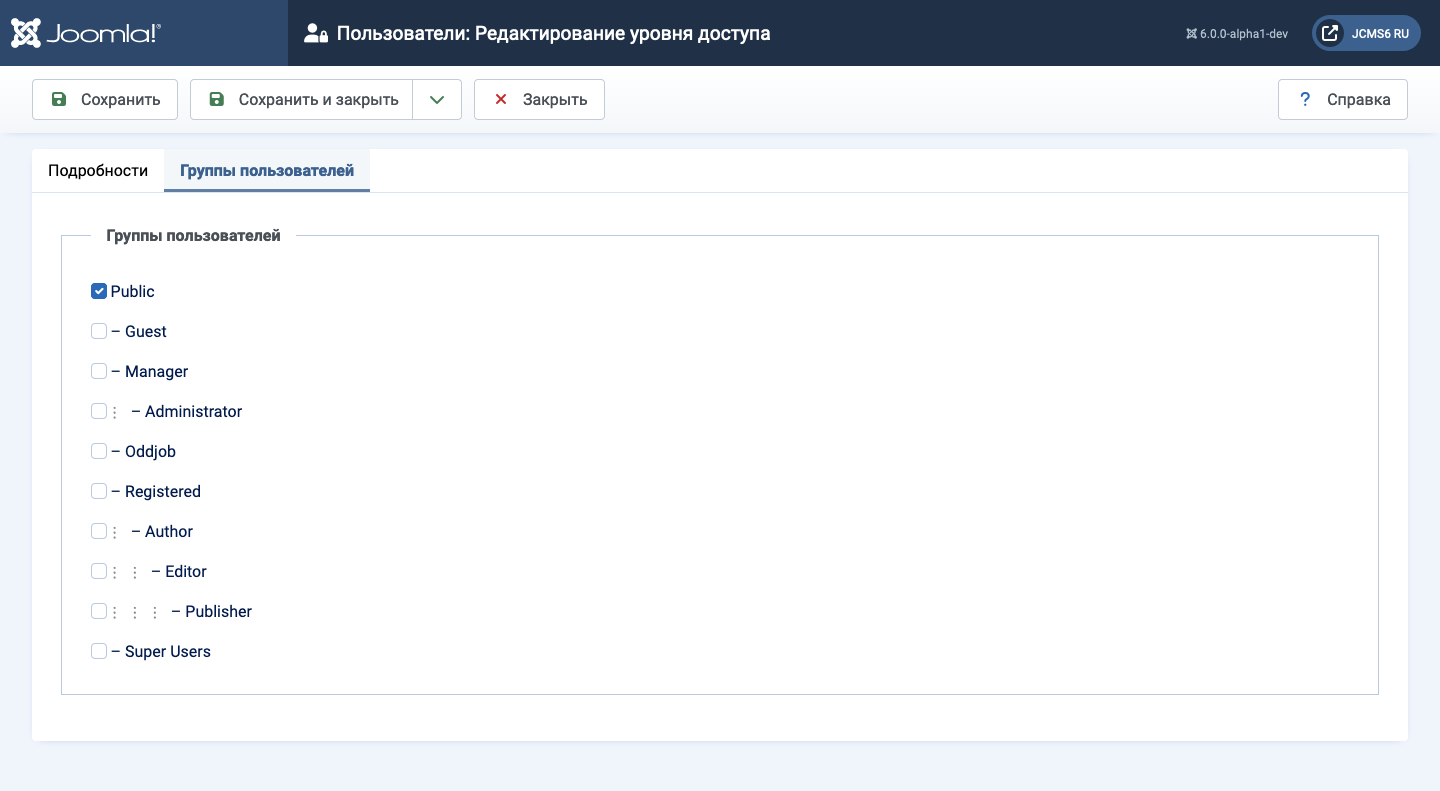 Joomla!®
Пользователи: Редактирование уровня доступа
6.0.0-alpha1-dev
JCMS6 RU
Сохранить
Сохранить и закрыть
Закрыть
? Справка
Подробности
Группы пользователей
Группы пользователей
Public
– Guest
– Manager
⋮ – Administrator
– Oddjob
– Registered
⋮ – Author
⋮ ⋮ – Editor
⋮ ⋮ ⋮ – Publisher
– Super Users